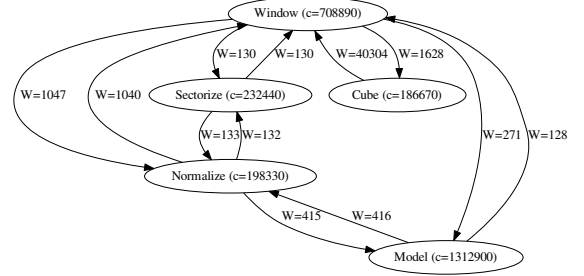 Window (c=708890)
W=130
W=130
W=40304
W=1628
W=1047
W=1040
Sectorize (c=232440)
Cube (c=186670)
W=133
W=132
W=271
W=128
Normalize (c=198330)
W=415
W=416
Model (c=1312900)